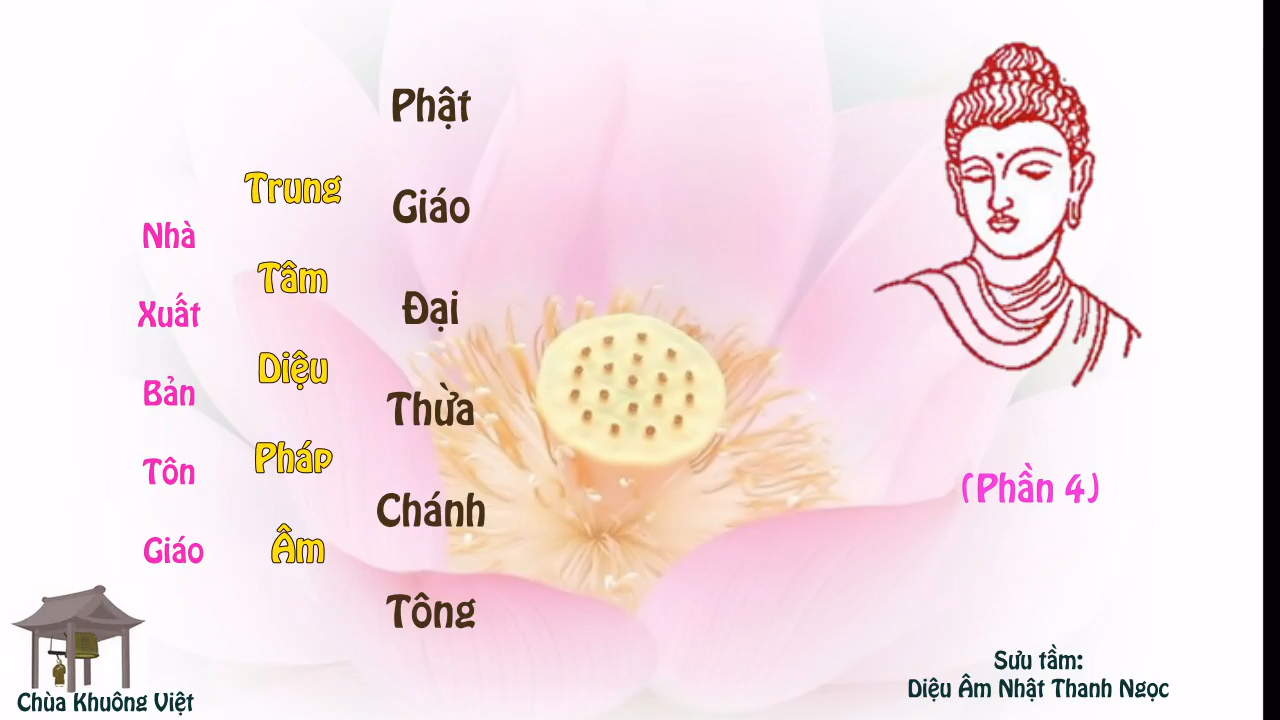 Phật
Giáo
Đại
Thừa
Chánh
Tông
Trung
Tâm
Diệu
Pháp
Âm
Nhà
Xuất
Bản
Tôn
Giáo
(Phần 4)
Chùa Khuông Việt
Sưu tầm:
Diệu Âm Nhật Thanh Ngọc